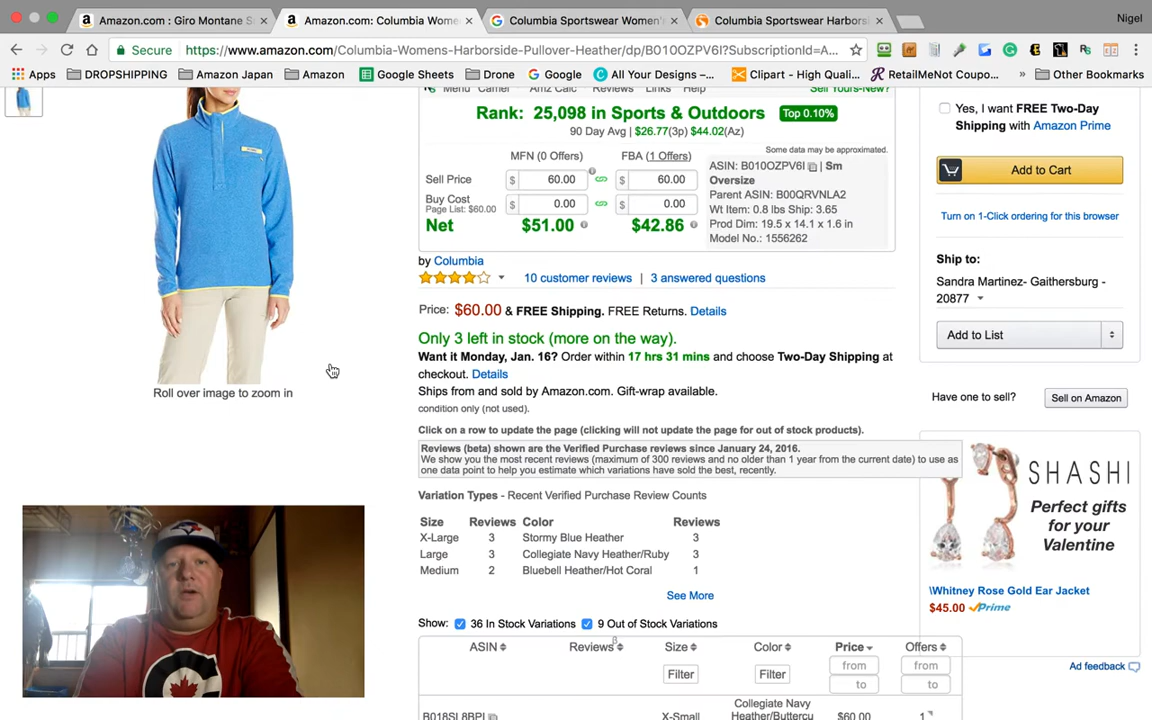 Amazon.com : Giro Montane S
Amazon.com: Columbia Wome
Columbia Sportswear Women'
Columbia Sportswear Harbors
Nigel
Secure https://www.amazon.com/Columbia-Womens-Harborside-Pullover-Heather/dp/B010OZPV6I?SubscriptionId=A...
Apps DROPSHIPPING Amazon Japan Amazon Google Sheets Drone Google All Your Designs –... Clipart - High Quali... RetailMeNot Coupo... » Other Bookmarks
Menu Camel Amz Calc Reviews Links Help Sell Yours-New?
Rank: 25,098 in Sports & Outdoors Top 0.10%
90 Day Avg | $26.77(3p) $44.02(Az)
Some data may be approximated.
MFN (0 Offers) FBA (1 Offers)
Sell Price $ 60.00 $ 60.00
Buy Cost $ 0.00 $ 0.00
Page List: $60.00
Net $51.00 $42.86
ASIN: B010OZPV6I | Sm
Oversize
Parent ASIN: B00QRVNLA2
Wt Item: 0.8 lbs Ship: 3.65
Prod Dim: 19.5 x 14.1 x 1.6 in
Model No.: 1556262
by Columbia
10 customer reviews | 3 answered questions
Price: $60.00 & FREE Shipping. FREE Returns. Details
Only 3 left in stock (more on the way).
Want it Monday, Jan. 16? Order within 17 hrs 31 mins and choose Two-Day Shipping at
checkout. Details
Ships from and sold by Amazon.com. Gift-wrap available.
condition only (not used).
Click on a row to update the page (clicking will not update the page for out of stock products).
Reviews (beta) shown are the Verified Purchase reviews since January 24, 2016.
We show you the most recent reviews (maximum of 300 reviews and no older than 1 year from the current date) to use as
one data point to help you estimate which variations have sold the best, recently.
Variation Types - Recent Verified Purchase Review Counts
Size Reviews Color Reviews
X-Large 3 Stormy Blue Heather 3
Large 3 Collegiate Navy Heather/Ruby 3
Medium 2 Bluebell Heather/Hot Coral 1
See More
Show: 36 In Stock Variations 9 Out of Stock Variations
ASIN Reviews β Size Color Price Offers
Filter Filter from from
to to
B018SL8BPI X-Small Collegiate Navy $60.00 1
Heather/Buttercu
Roll over image to zoom in
Yes, I want FREE Two-Day
Shipping with Amazon Prime
Add to Cart
Turn on 1-Click ordering for this browser
Ship to:
Sandra Martinez- Gaithersburg -
20877
Add to List
Have one to sell? Sell on Amazon
SHASHI
Perfect gifts
for your
Valentine
\Whitney Rose Gold Ear Jacket
$45.00 Prime
Ad feedback